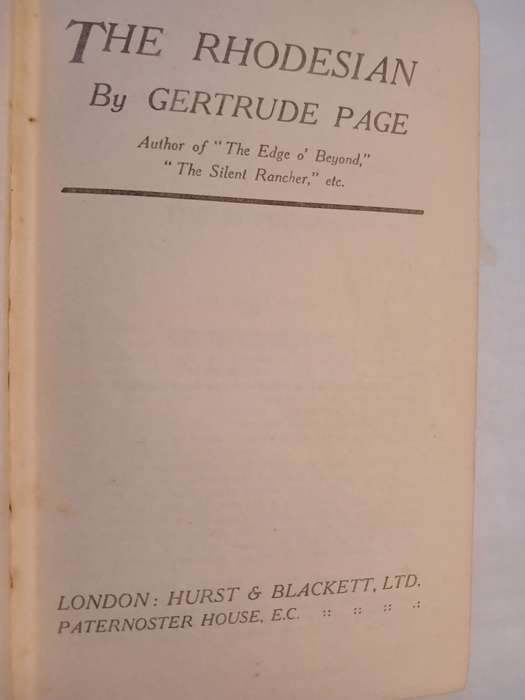 THE RHODESIAN
By GERTRUDE PAGE
Author of "The Edge o' Beyond,"
"The Silent Rancher," etc.
LONDON: HURST & BLACKETT, LTD.
PATERNOSTER HOUSE, E.C. :: :: :: .: